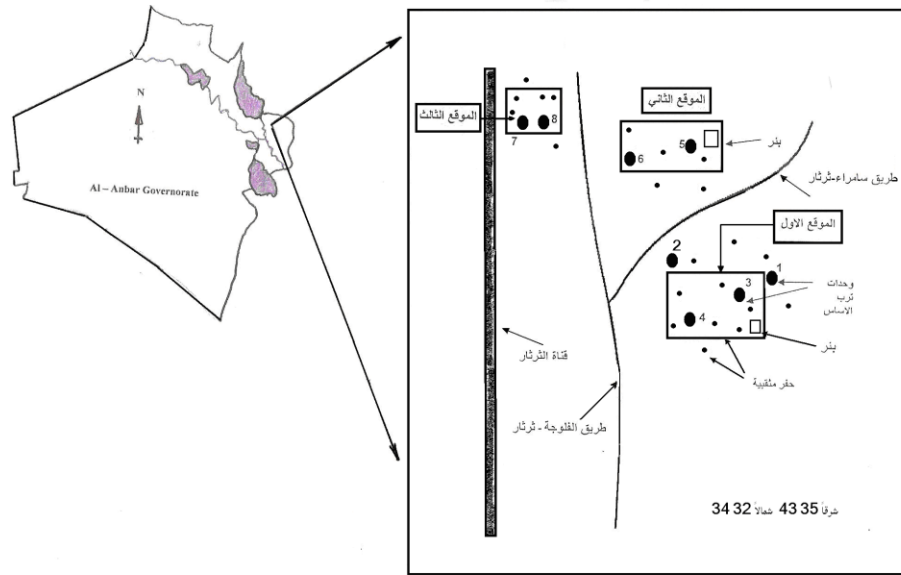 N
Al – Anbar Governorate
الموقع الثاني
الموقع الثالث
8
7
5
6
بئر
طريق سامراء-ثرثار
الموقع الاول
2
1
3
4
وحدات
ترب
الاساس
بئر
قناة الثرثار
حفر مثقبية
طريق الفلوجة - ثرثار
34 32 شمالاً 43 35 شرقاً